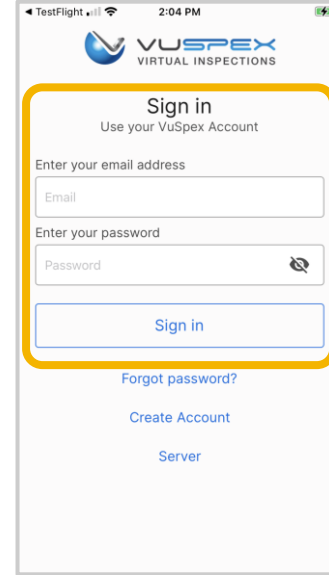 TestFlight 2:04 PM
VUSPEX
VIRTUAL INSPECTIONS
Sign in
Use your VuSpex Account
Enter your email address
Email
Enter your password
Password
Sign in
Forgot password?
Create Account
Server